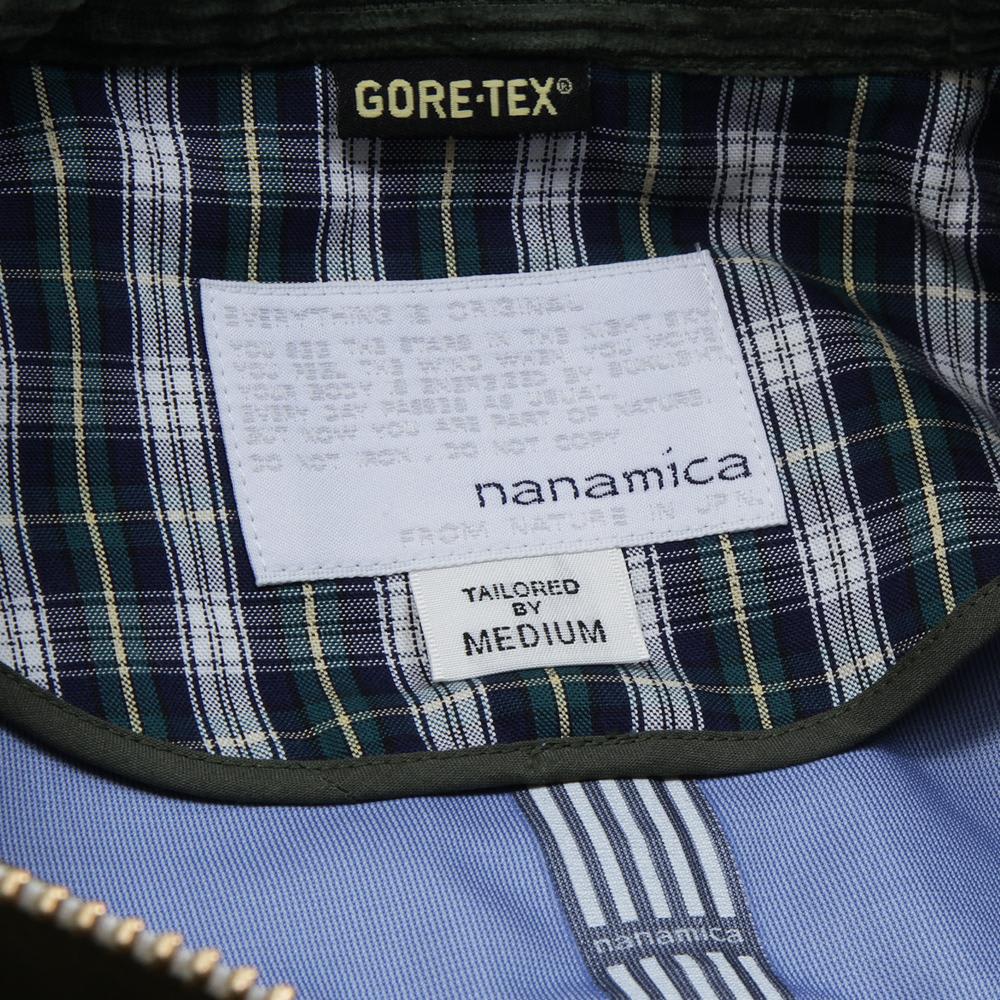 GORE-TEX®
EVERYTHING IS ORIGINAL
YOU SEE THE STARS IN THE NIGHT SKY
YOU FEEL THE WIND WHEN YOU MOVE
YOUR BODY IS ENERGIZED BY SUNLIGHT
EVERY DAY PASSES AS USUAL
BUT NOW YOU ARE PART OF NATURE.
DO NOT IRON. DO NOT COPY
nanamica
FROM NATURE IN JPN.
TAILORED
BY
MEDIUM
nanamica